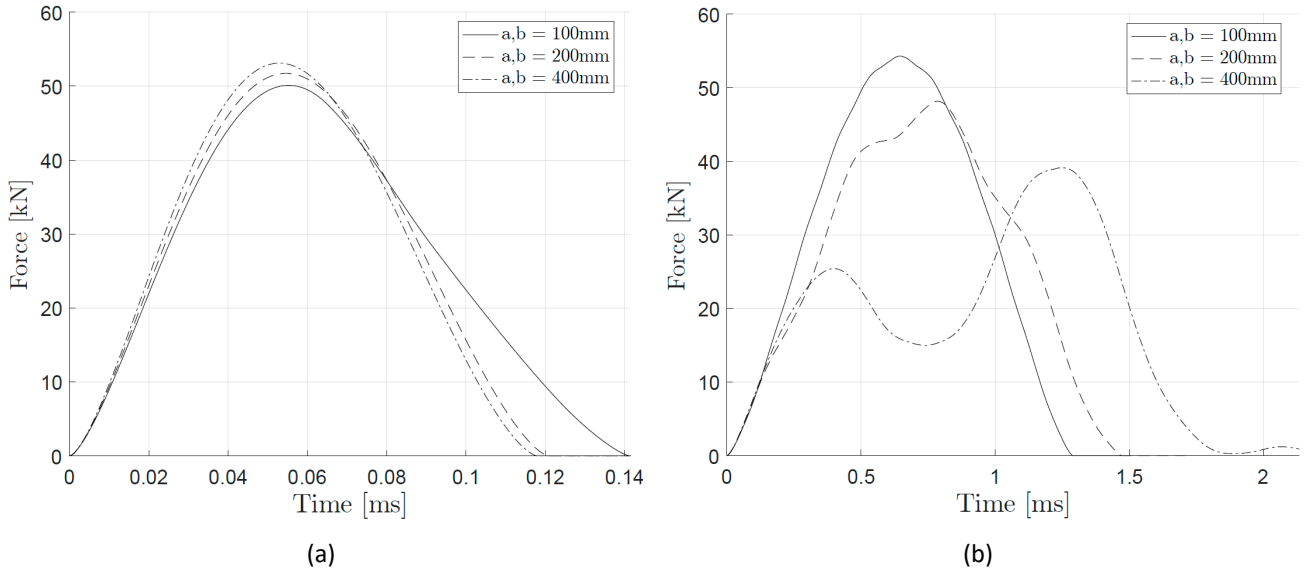 60
50
40
30
20
10
0
Force [kN]
a,b = 100mm
a,b = 200mm
a,b = 400mm
0 0.02 0.04 0.06 0.08 0.1 0.12 0.14
Time [ms]
(a)
60
50
40
30
20
10
0
Force [kN]
a,b = 100mm
a,b = 200mm
a,b = 400mm
0 0.5 1 1.5 2
Time [ms]
(b)